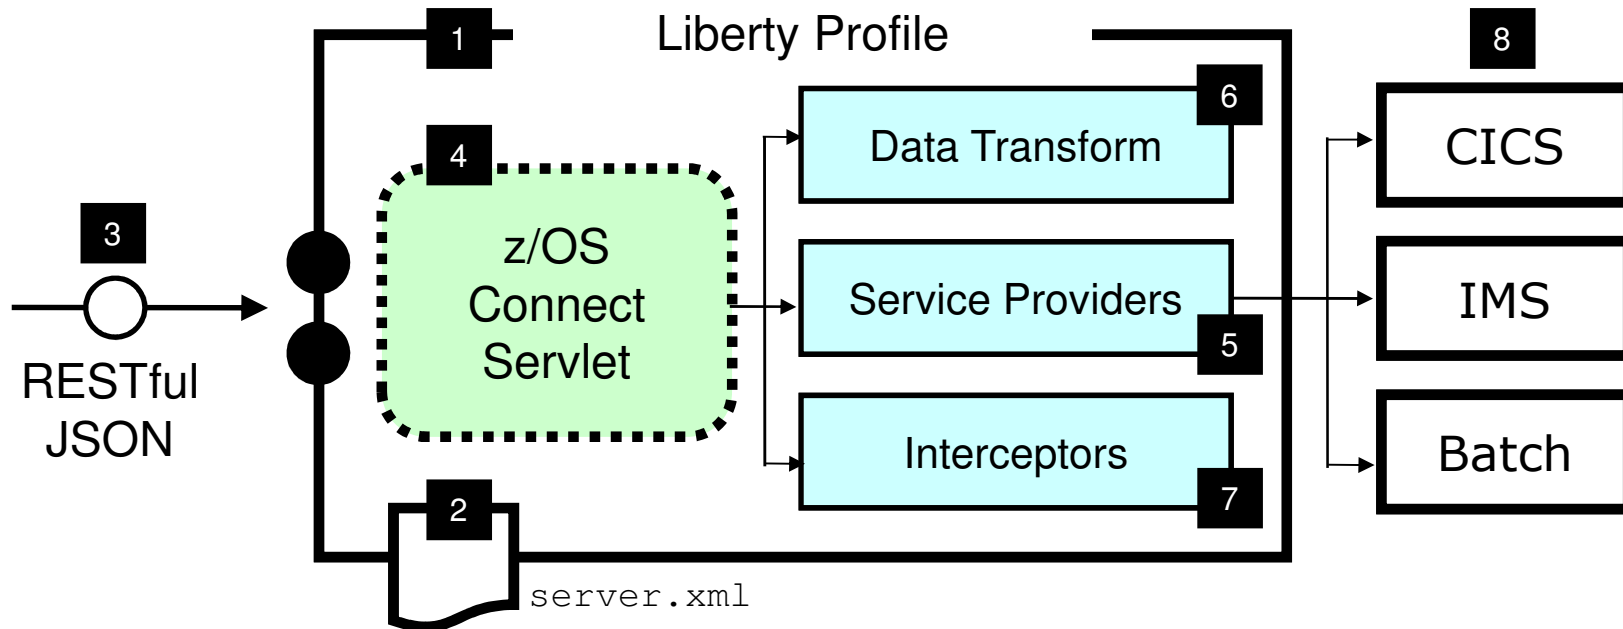 1
Liberty Profile
8
6
Data Transform
CICS
4
3
z/OS
Connect
Servlet
Service Providers
5
IMS
RESTful
JSON
Interceptors
7
Batch
2
server.xml